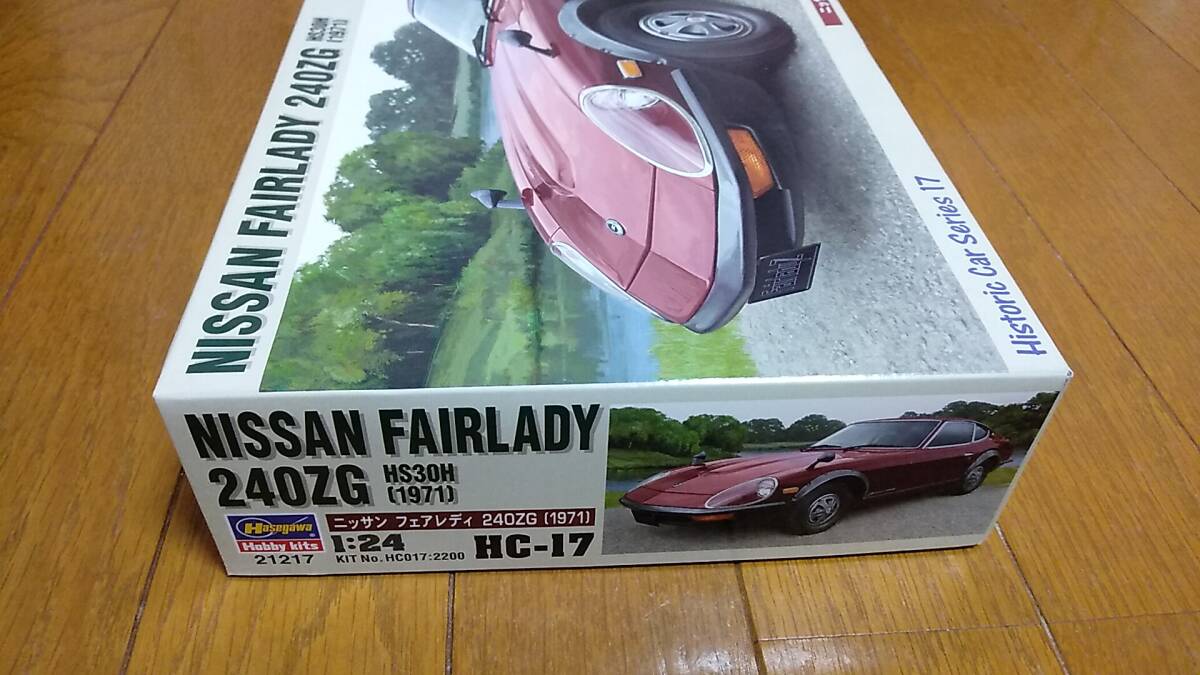 NISSAN FAIRLADY 240ZG HS30H
(1971)
Historic Car Series 17
NISSAN FAIRLADY
240ZG HS30H
(1971)
Hasegawa
Hobby kits
21217
ニッサン フェアレディ 240ZG (1971)
1:24
KIT No. HC017:2200
HC-17